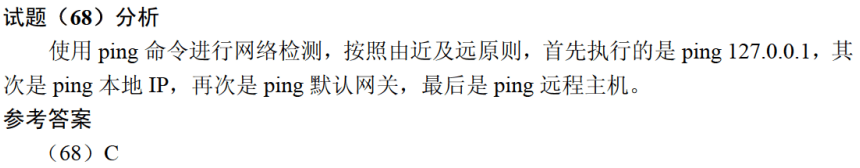 试题（68）分析
使用 ping 命令进行网络检测，按照由近及远原则，首先执行的是 ping 127.0.0.1，其
次是 ping 本地 IP，再次是 ping 默认网关，最后是 ping 远程主机。
参考答案
（68）C